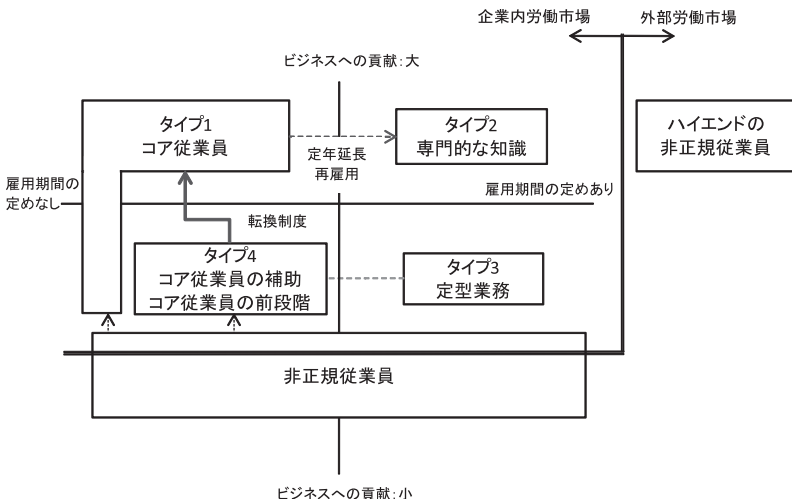 企業内労働市場
外部労働市場
ビジネスへの貢献:大
タイプ1
コア従業員
タイプ2
専門的な知識
ハイエンドの
非正規従業員
定年延長
再雇用
雇用期間の
定めなし
雇用期間の定めあり
転換制度
タイプ4
コア従業員の補助
コア従業員の前段階
タイプ3
定型業務
非正規従業員
ビジネスへの貢献:小